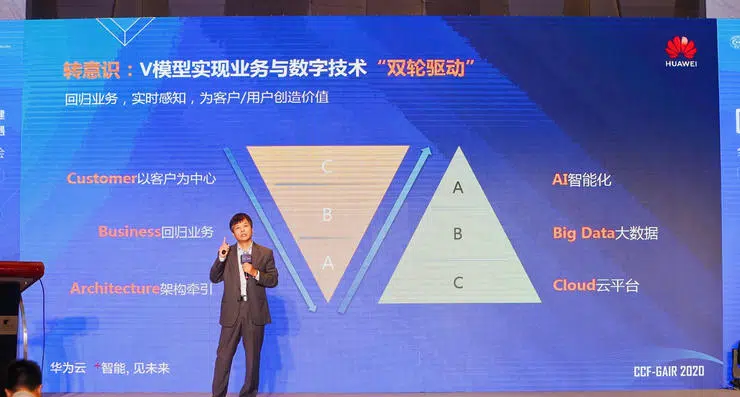 转意识：V模型实现业务与数字技术“双轮驱动”
HUAWEI
回归业务，实时感知，为客户/用户创造价值
Customer以客户为中心
Business回归业务
Architecture架构牵引
C
B
A
A
B
C
AI智能化
Big Data大数据
Cloud云平台
华为云 +智能, 见未来
CCF-GAIR 2020
建
遇
会